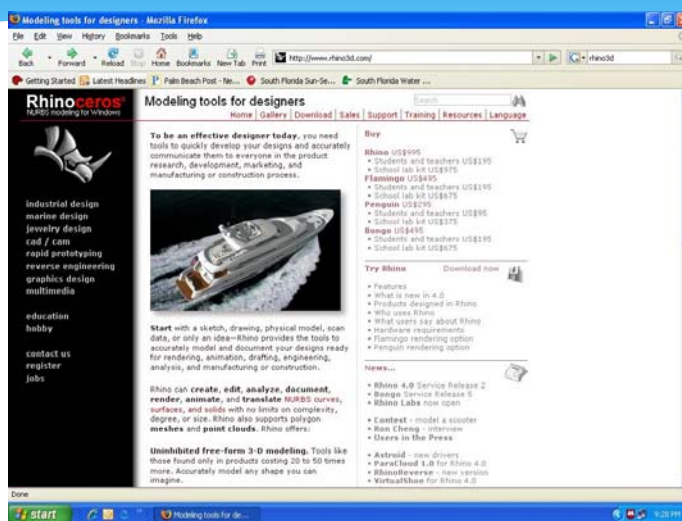 Modeling tools for designers - Mozilla Firefox
File Edit View History Bookmarks Tools Help
Back Forward Reload Stop Home Bookmarks New Tab Print http://www.rhino3d.com/ rhino3d
Getting Started Latest Headlines Palm Beach Post - Ne... South Florida Sun-Se... South Florida Water ...
Rhinoceros
NURBS modeling for Windows
industrial design
marine design
jewelry design
cad / cam
rapid prototyping
reverse engineering
graphics design
multimedia
education
hobby
contact us
register
jobs
Modeling tools for designers
Search
Home | Gallery | Download | Sales | Support | Training | Resources | Language
To be an effective designer today, you need
tools to quickly develop your designs and accurately
communicate them to everyone in the product
research, development, marketing, and
manufacturing or construction process.
Start with a sketch, drawing, physical model, scan
data, or only an idea—Rhino provides the tools to
accurately model and document your designs ready
for rendering, animation, drafting, engineering,
analysis, and manufacturing or construction.
Rhino can create, edit, analyze, document,
render, animate, and translate NURBS curves,
surfaces, and solids with no limits on complexity,
degree, or size. Rhino also supports polygon
meshes and point clouds. Rhino offers:
Uninhibited free-form 3-D modeling. Tools like
those found only in products costing 20 to 50 times
more. Accurately model any shape you can
imagine.
Buy
Rhino US$995
• Students and teachers US$195
• School lab kit US$975
Flamingo US$495
• Students and teachers US$195
• School lab kit US$675
Penguin US$295
• Students and teachers US$95
• School lab kit US$375
Bongo US$495
• Students and teachers US$195
• School lab kit US$675
Try Rhino Download now
• Features
• What is new in 4.0
• Products designed in Rhino
• Who uses Rhino
• What users say about Rhino
• Hardware requirements
• Flamingo rendering option
• Penguin rendering option
News...
• Rhino 4.0 Service Release 2
• Bongo Service Release 5
• Rhino Labs now open
• Contest - model a scooter
• Ron Cheng - interview
• Users in the Press
• Astroid - new drivers
• ParaCloud 1.0 for Rhino 4.0
• RhinoReverse - new version
• VirtualShoe for Rhino 4.0
Done
start Modeling tools for de... 9:28 PM